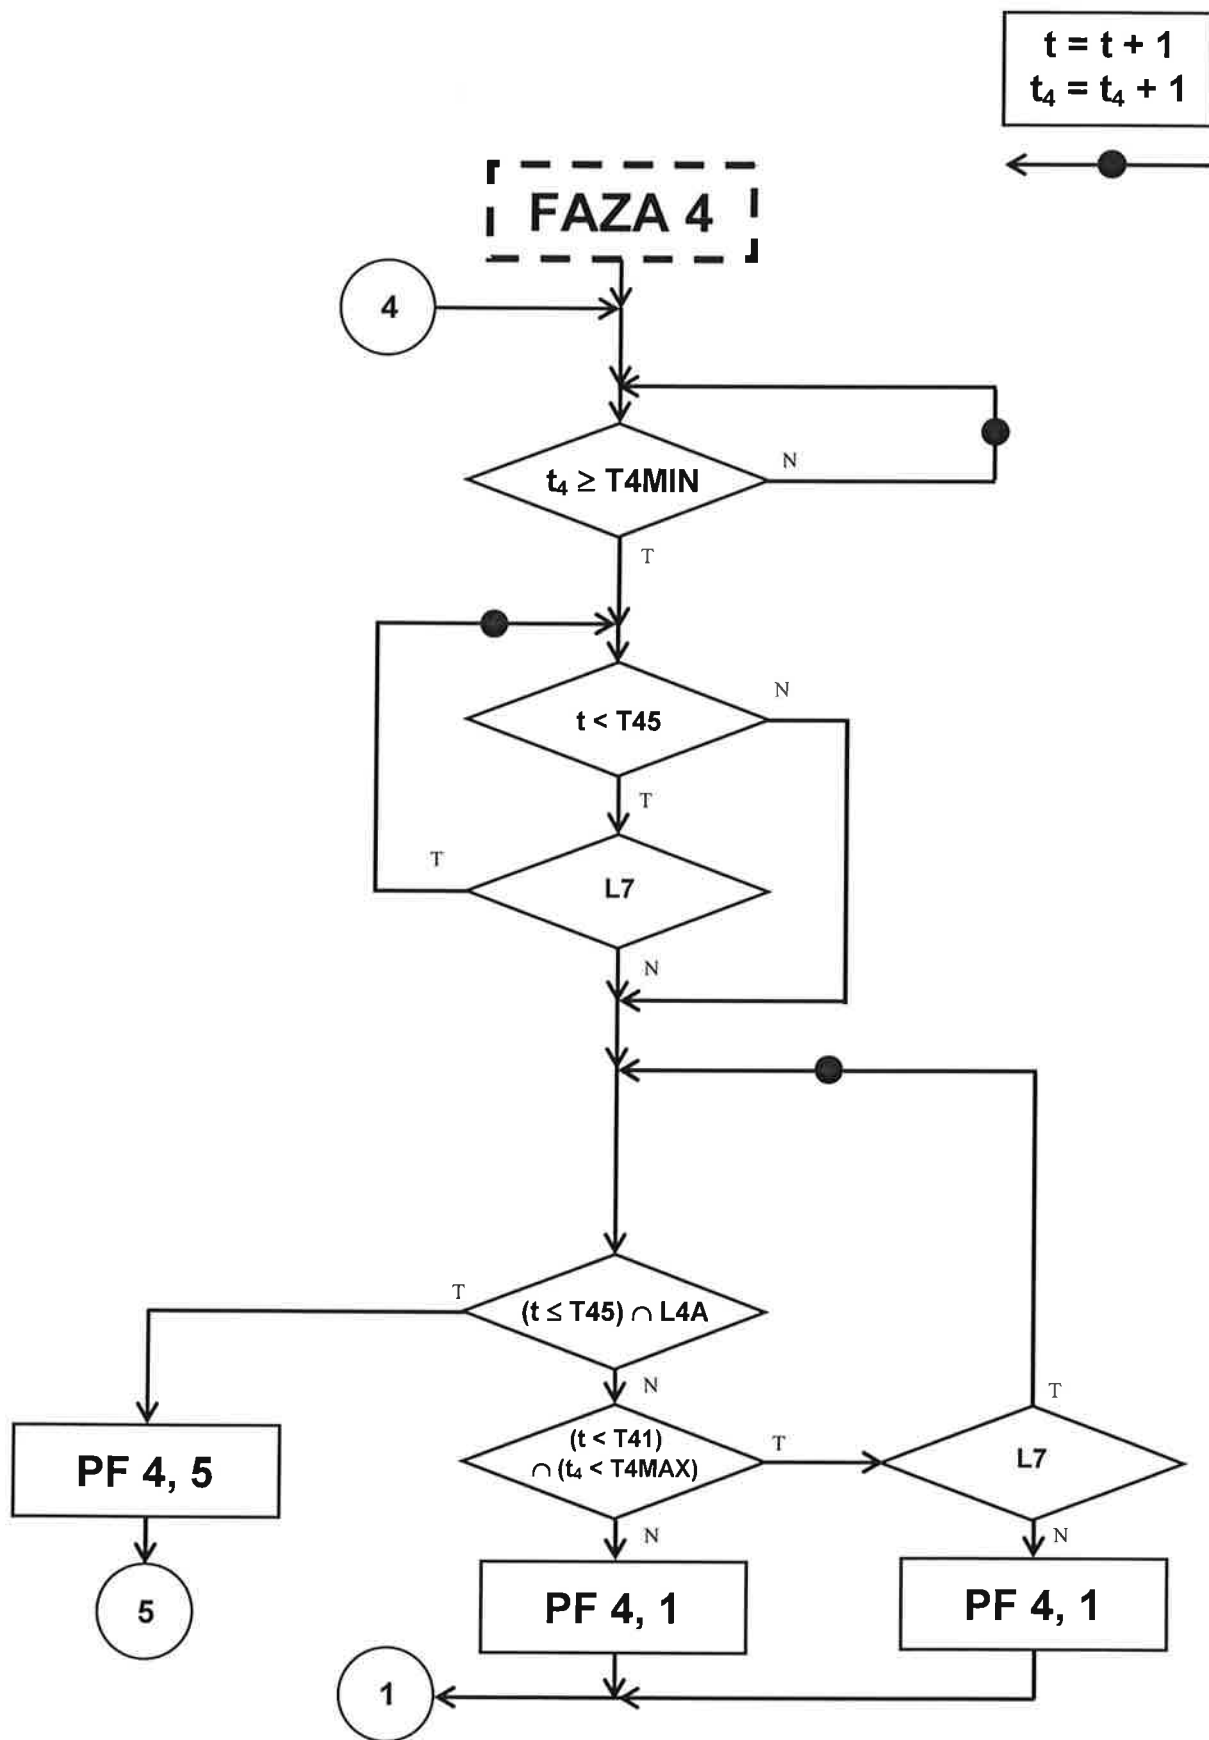 t = t + 1
t₄ = t₄ + 1
FAZA 4
4
t₄ ≥ T4MIN
N
T
t < T45
N
T
L7
T
N
(t ≤ T45) ∩ L4A
T
N
(t < T41)
∩ (t₄ < T4MAX)
T
N
L7
T
N
PF 4, 5
PF 4, 1
PF 4, 1
5
1